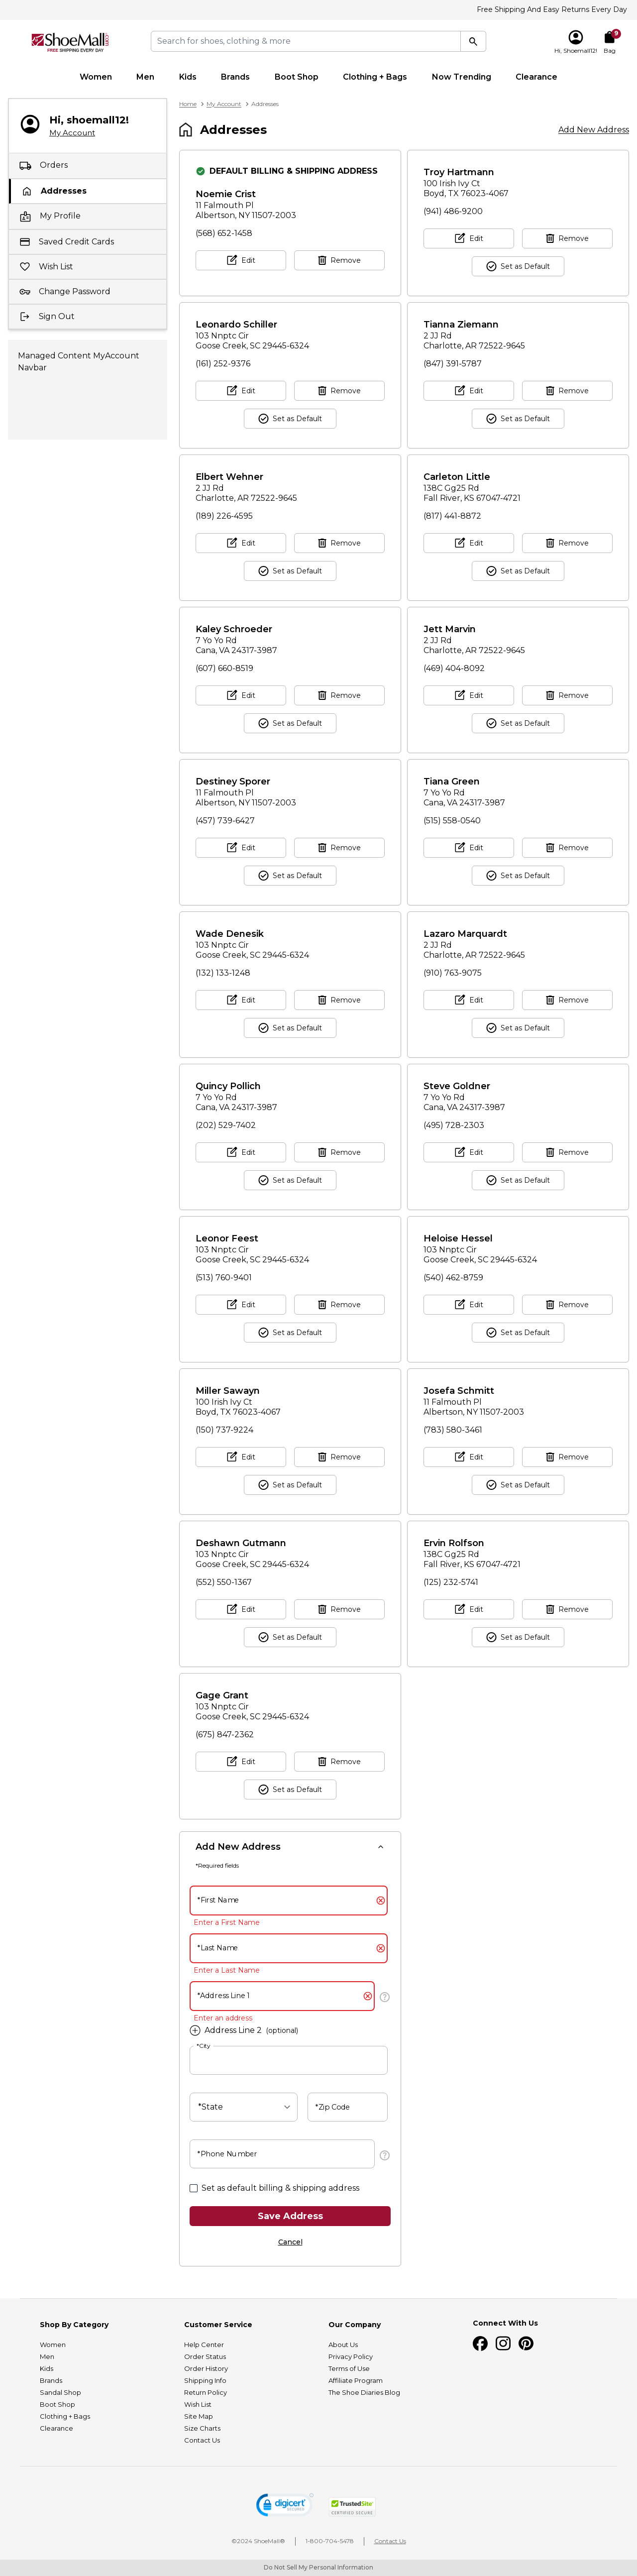 Free Shipping And Easy Returns Every Day
ShoeMall.COM
FREE SHIPPING EVERY DAY
Search for shoes, clothing & more
Hi, Shoemall12!
9
Bag
Women
Men
Kids
Brands
Boot Shop
Clothing + Bags
Now Trending
Clearance
Hi, shoemall12!
My Account
Orders
Addresses
My Profile
Saved Credit Cards
Wish List
Change Password
Sign Out
Managed Content MyAccount
Navbar
Home > My Account > Addresses
Addresses
Add New Address
DEFAULT BILLING & SHIPPING ADDRESS
Noemie Crist
11 Falmouth Pl
Albertson, NY 11507-2003
(568) 652-1458
Edit
Remove
Troy Hartmann
100 Irish Ivy Ct
Boyd, TX 76023-4067
(941) 486-9200
Edit
Remove
Set as Default
Leonardo Schiller
103 Nnptc Cir
Goose Creek, SC 29445-6324
(161) 252-9376
Edit
Remove
Set as Default
Tianna Ziemann
2 JJ Rd
Charlotte, AR 72522-9645
(847) 391-5787
Edit
Remove
Set as Default
Elbert Wehner
2 JJ Rd
Charlotte, AR 72522-9645
(189) 226-4595
Edit
Remove
Set as Default
Carleton Little
138C Gg25 Rd
Fall River, KS 67047-4721
(817) 441-8872
Edit
Remove
Set as Default
Kaley Schroeder
7 Yo Yo Rd
Cana, VA 24317-3987
(607) 660-8519
Edit
Remove
Set as Default
Jett Marvin
2 JJ Rd
Charlotte, AR 72522-9645
(469) 404-8092
Edit
Remove
Set as Default
Destiney Sporer
11 Falmouth Pl
Albertson, NY 11507-2003
(457) 739-6427
Edit
Remove
Set as Default
Tiana Green
7 Yo Yo Rd
Cana, VA 24317-3987
(515) 558-0540
Edit
Remove
Set as Default
Wade Denesik
103 Nnptc Cir
Goose Creek, SC 29445-6324
(132) 133-1248
Edit
Remove
Set as Default
Lazaro Marquardt
2 JJ Rd
Charlotte, AR 72522-9645
(910) 763-9075
Edit
Remove
Set as Default
Quincy Pollich
7 Yo Yo Rd
Cana, VA 24317-3987
(202) 529-7402
Edit
Remove
Set as Default
Steve Goldner
7 Yo Yo Rd
Cana, VA 24317-3987
(495) 728-2303
Edit
Remove
Set as Default
Leonor Feest
103 Nnptc Cir
Goose Creek, SC 29445-6324
(513) 760-9401
Edit
Remove
Set as Default
Heloise Hessel
103 Nnptc Cir
Goose Creek, SC 29445-6324
(540) 462-8759
Edit
Remove
Set as Default
Miller Sawayn
100 Irish Ivy Ct
Boyd, TX 76023-4067
(150) 737-9224
Edit
Remove
Set as Default
Josefa Schmitt
11 Falmouth Pl
Albertson, NY 11507-2003
(783) 580-3461
Edit
Remove
Set as Default
Deshawn Gutmann
103 Nnptc Cir
Goose Creek, SC 29445-6324
(552) 550-1367
Edit
Remove
Set as Default
Ervin Rolfson
138C Gg25 Rd
Fall River, KS 67047-4721
(125) 232-5741
Edit
Remove
Set as Default
Gage Grant
103 Nnptc Cir
Goose Creek, SC 29445-6324
(675) 847-2362
Edit
Remove
Set as Default
Add New Address
*Required fields
*First Name
Enter a First Name.
*Last Name
Enter a Last Name
*Address Line 1
Enter an address
Address Line 2 (optional)
*City
*State
*Zip Code
*Phone Number
Set as default billing & shipping address
Save Address
Cancel
Shop By Category
Women
Men
Kids
Brands
Sandal Shop
Boot Shop
Clothing + Bags
Clearance
Customer Service
Help Center
Order Status
Order History
Shipping Info
Return Policy
Wish List
Site Map
Size Charts
Contact Us
Our Company
About Us
Privacy Policy
Terms of Use
Affiliate Program
The Shoe Diaries Blog
Connect With Us
digicert
SECURED
TrustedSite
CERTIFIED SECURE
©2024 ShoeMall®
1-800-704-5478
Contact Us
Do Not Sell My Personal Information